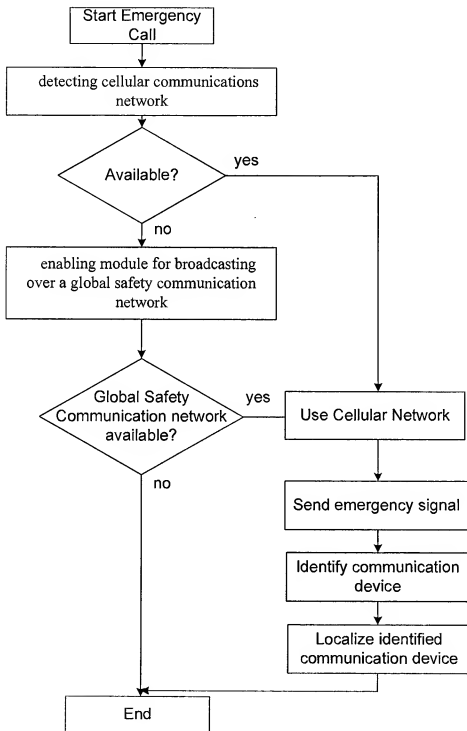 Start Emergency
Call
detecting cellular communications
network
Available?
yes
no
enabling module for broadcasting
over a global safety communication
network
Global Safety
Communication network
available?
yes
no
Use Cellular Network
Send emergency signal
Identify communication
device
Localize identified
communication device
End